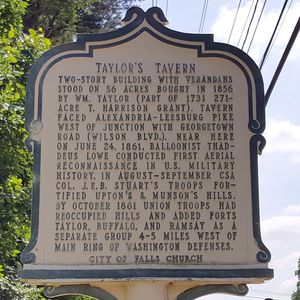 TAYLOR'S TAVERN
TWO-STORY BUILDING WITH VERANDAHS
STOOD ON 56 ACRES BOUGHT IN 1856
BY WM. TAYLOR (PART OF 1731 271-
ACRE T. HARRISON GRANT). TAVERN
FACED ALEXANDRIA-LEESBURG PIKE
WEST OF JUNCTION WITH GEORGETOWN
ROAD (WILSON BLVD.). NEAR HERE
ON JUNE 24, 1861, BALLOONIST THAD-
DEUS LOWE CONDUCTED FIRST AERIAL
RECONNAISSANCE IN U.S. MILITARY
HISTORY. IN AUGUST-SEPTEMBER CSA
COL. J.E.B. STUART'S TROOPS FOR-
TIFIED UPTON'S & MUNSON'S HILLS.
BY OCTOBER 1861 UNION TROOPS HAD
REOCCUPIED HILLS AND ADDED FORTS
TAYLOR, BUFFALO, AND RAMSAY AS A
SEPARATE GROUP 4-5 MILES WEST OF
MAIN RING OF WASHINGTON DEFENSES.
CITY OF FALLS CHURCH